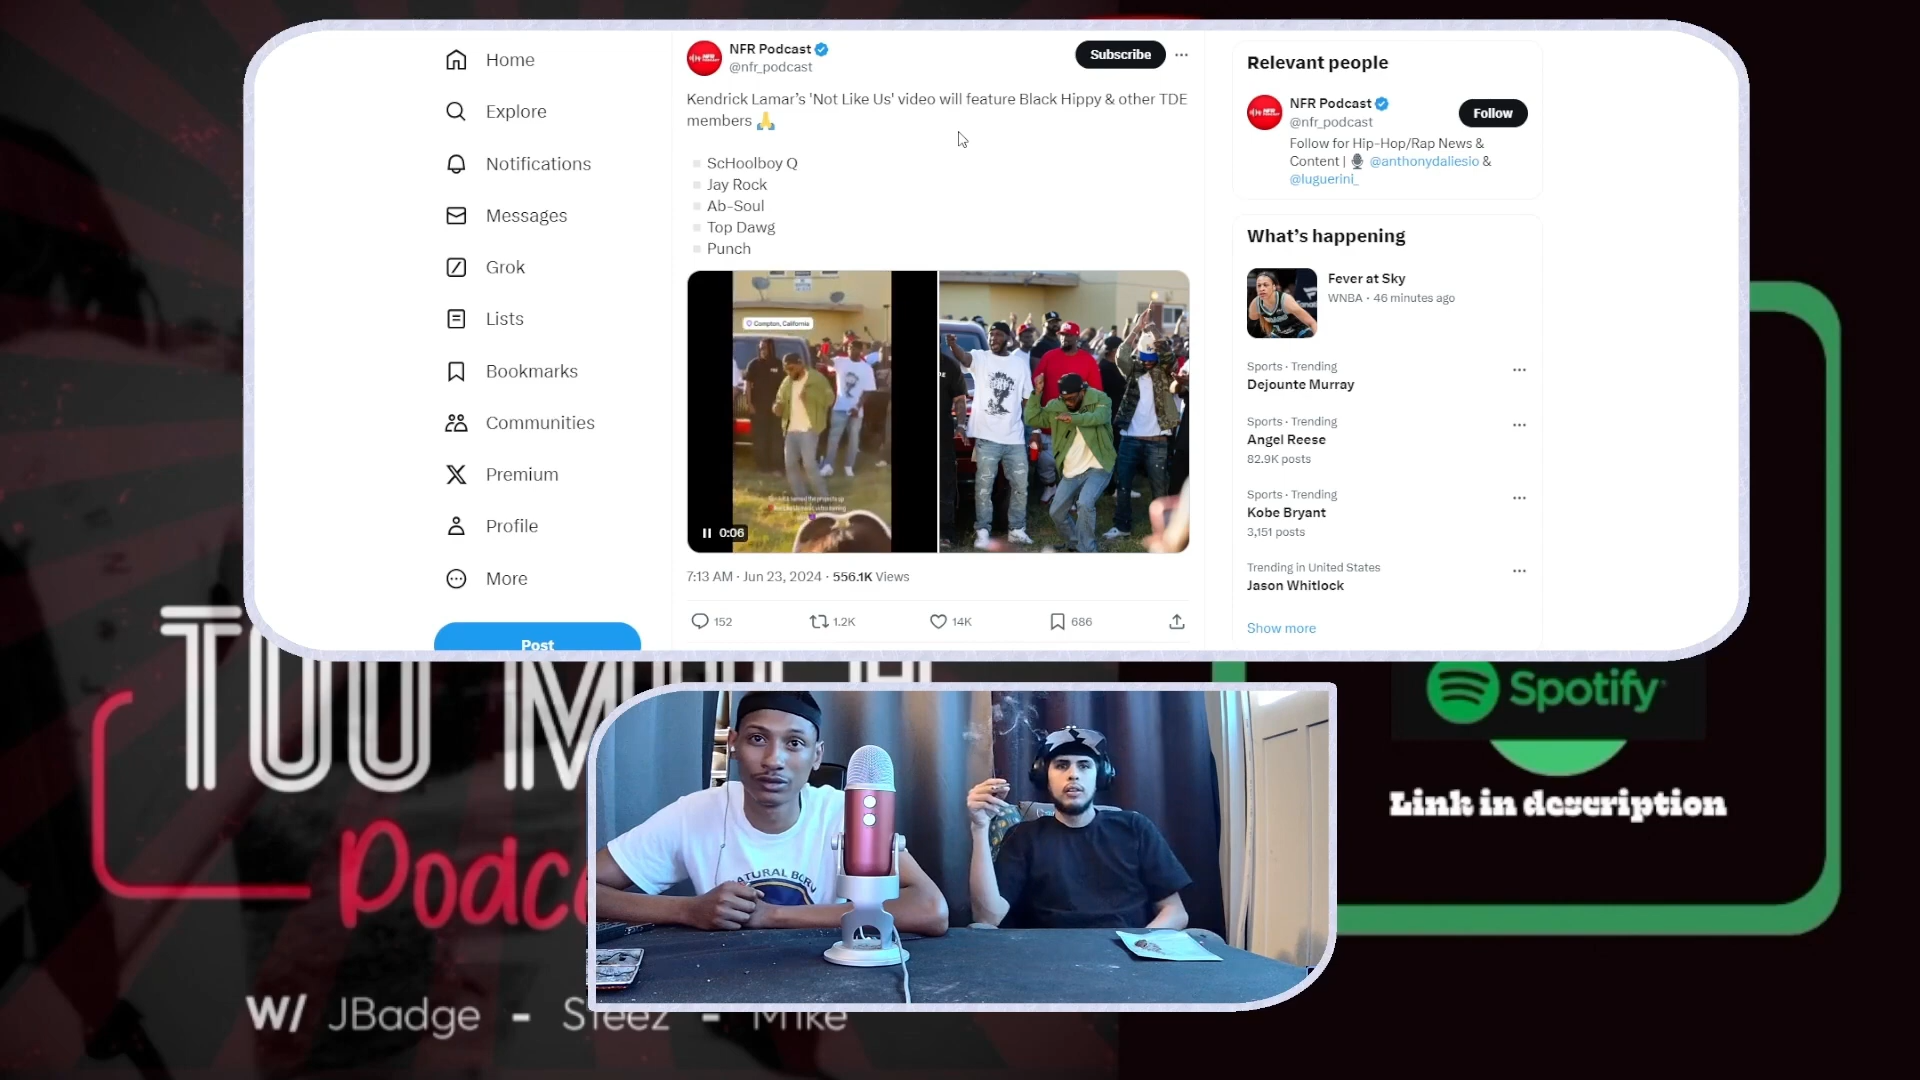 Home
Explore
Notifications
Messages
Grok
Lists
Bookmarks
Communities
Premium
Profile
More
Post
NFR Podcast
@nfr_podcast
Subscribe
Kendrick Lamar’s 'Not Like Us' video will feature Black Hippy & other TDE
members 🙏
ScHoolboy Q
Jay Rock
Ab-Soul
Top Dawg
Punch
Compton, California
0:06
7:13 AM · Jun 23, 2024 · 556.1K Views
152
1.2K
14K
686
Relevant people
NFR Podcast
@nfr_podcast
Follow
Follow for Hip-Hop/Rap News &
Content | 🎙 @anthonydaliesio &
@luguerini_
What’s happening
Fever at Sky
WNBA · 46 minutes ago
Sports · Trending
Dejounte Murray
Sports · Trending
Angel Reese
82.9K posts
Sports · Trending
Kobe Bryant
3,151 posts
Trending in United States
Jason Whitlock
Show more
W/ JBadge - Steez - Mike
Spotify
Link in description